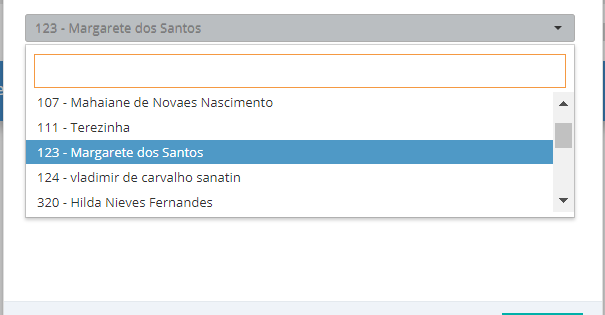 123 - Margarete dos Santos
107 - Mahaiane de Novaes Nascimento
111 - Terezinha
123 - Margarete dos Santos
124 - vladimir de carvalho sanatin
320 - Hilda Nieves Fernandes